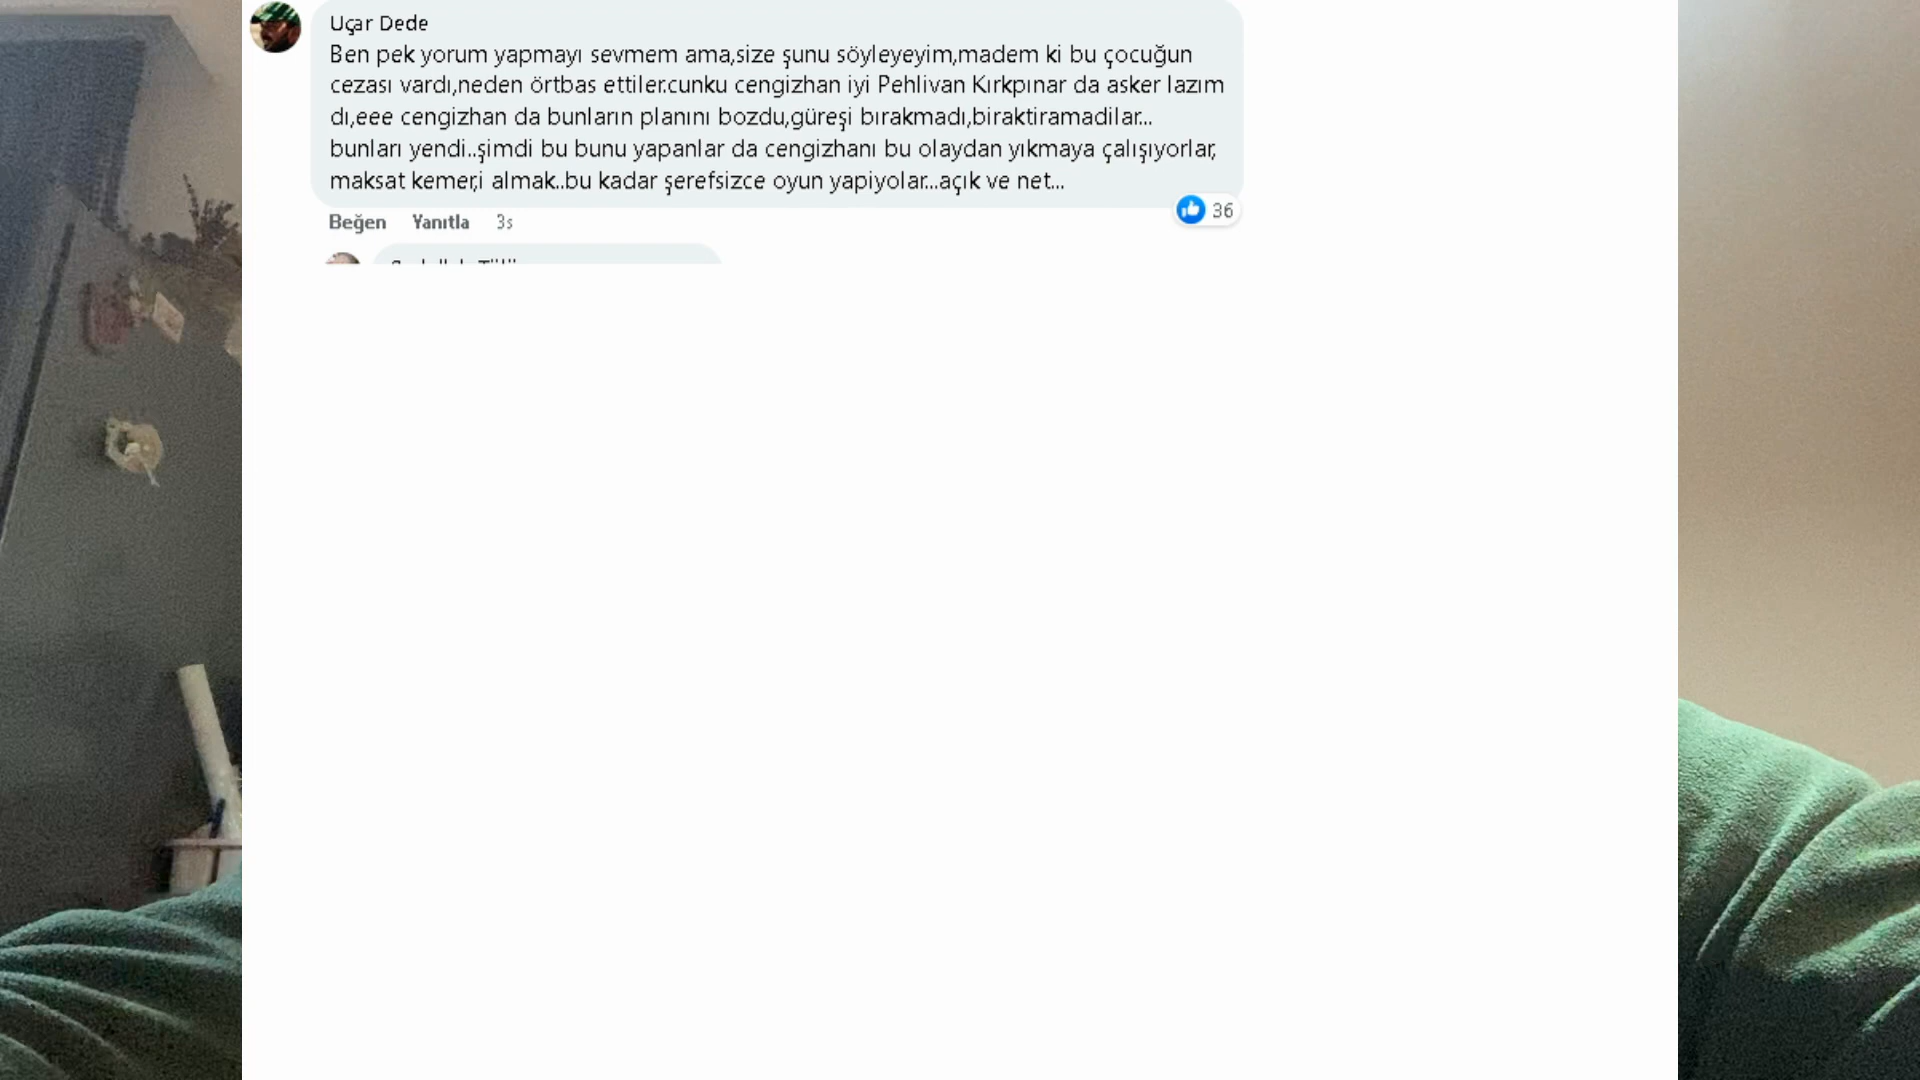 Uçar Dede
Ben pek yorum yapmayı sevmem ama,size şunu söyleyeyim,madem ki bu çocuğun
cezası vardı,neden örtbas ettiler.cunku cengizhan iyi Pehlivan Kırkpınar da asker lazım
dı,eee cengizhan da bunların planını bozdu,güreşi bırakmadı,biraktiramadilar...
bunları yendi..şimdi bu bunu yapanlar da cengizhanı bu olaydan yıkmaya çalışıyorlar,
maksat kemer,i almak..bu kadar şerefsizce oyun yapiyolar...açık ve net...
36
Beğen Yanıtla 3s